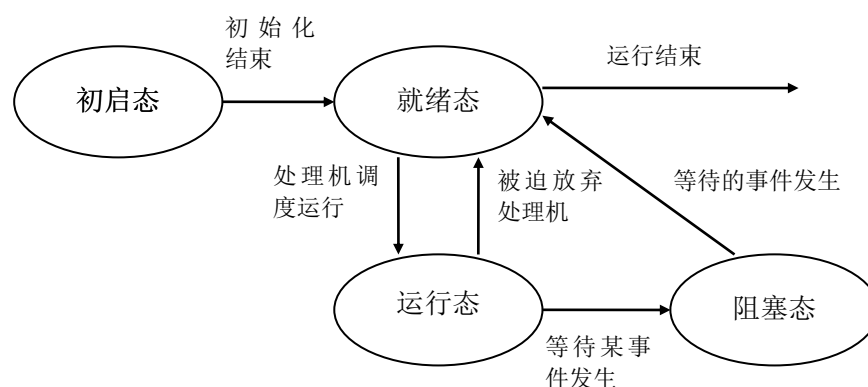 初始化
结束
运行结束
初启态
就绪态
处理机调
度运行
被迫放弃
处理机
等待的事件发生
运行态
阻塞态
等待某事
件发生